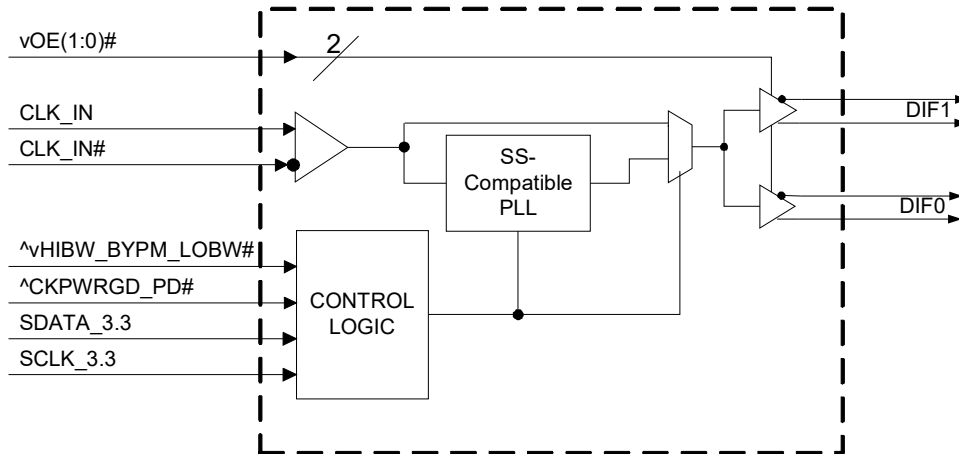 vOE(1:0)#
2
CLK_IN
CLK_IN#
DIF1
SS-
Compatible
PLL
DIF0
^vHIBW_BYPM_LOBW#
^CKPWRGD_PD#
SDATA_3.3
SCLK_3.3
CONTROL
LOGIC